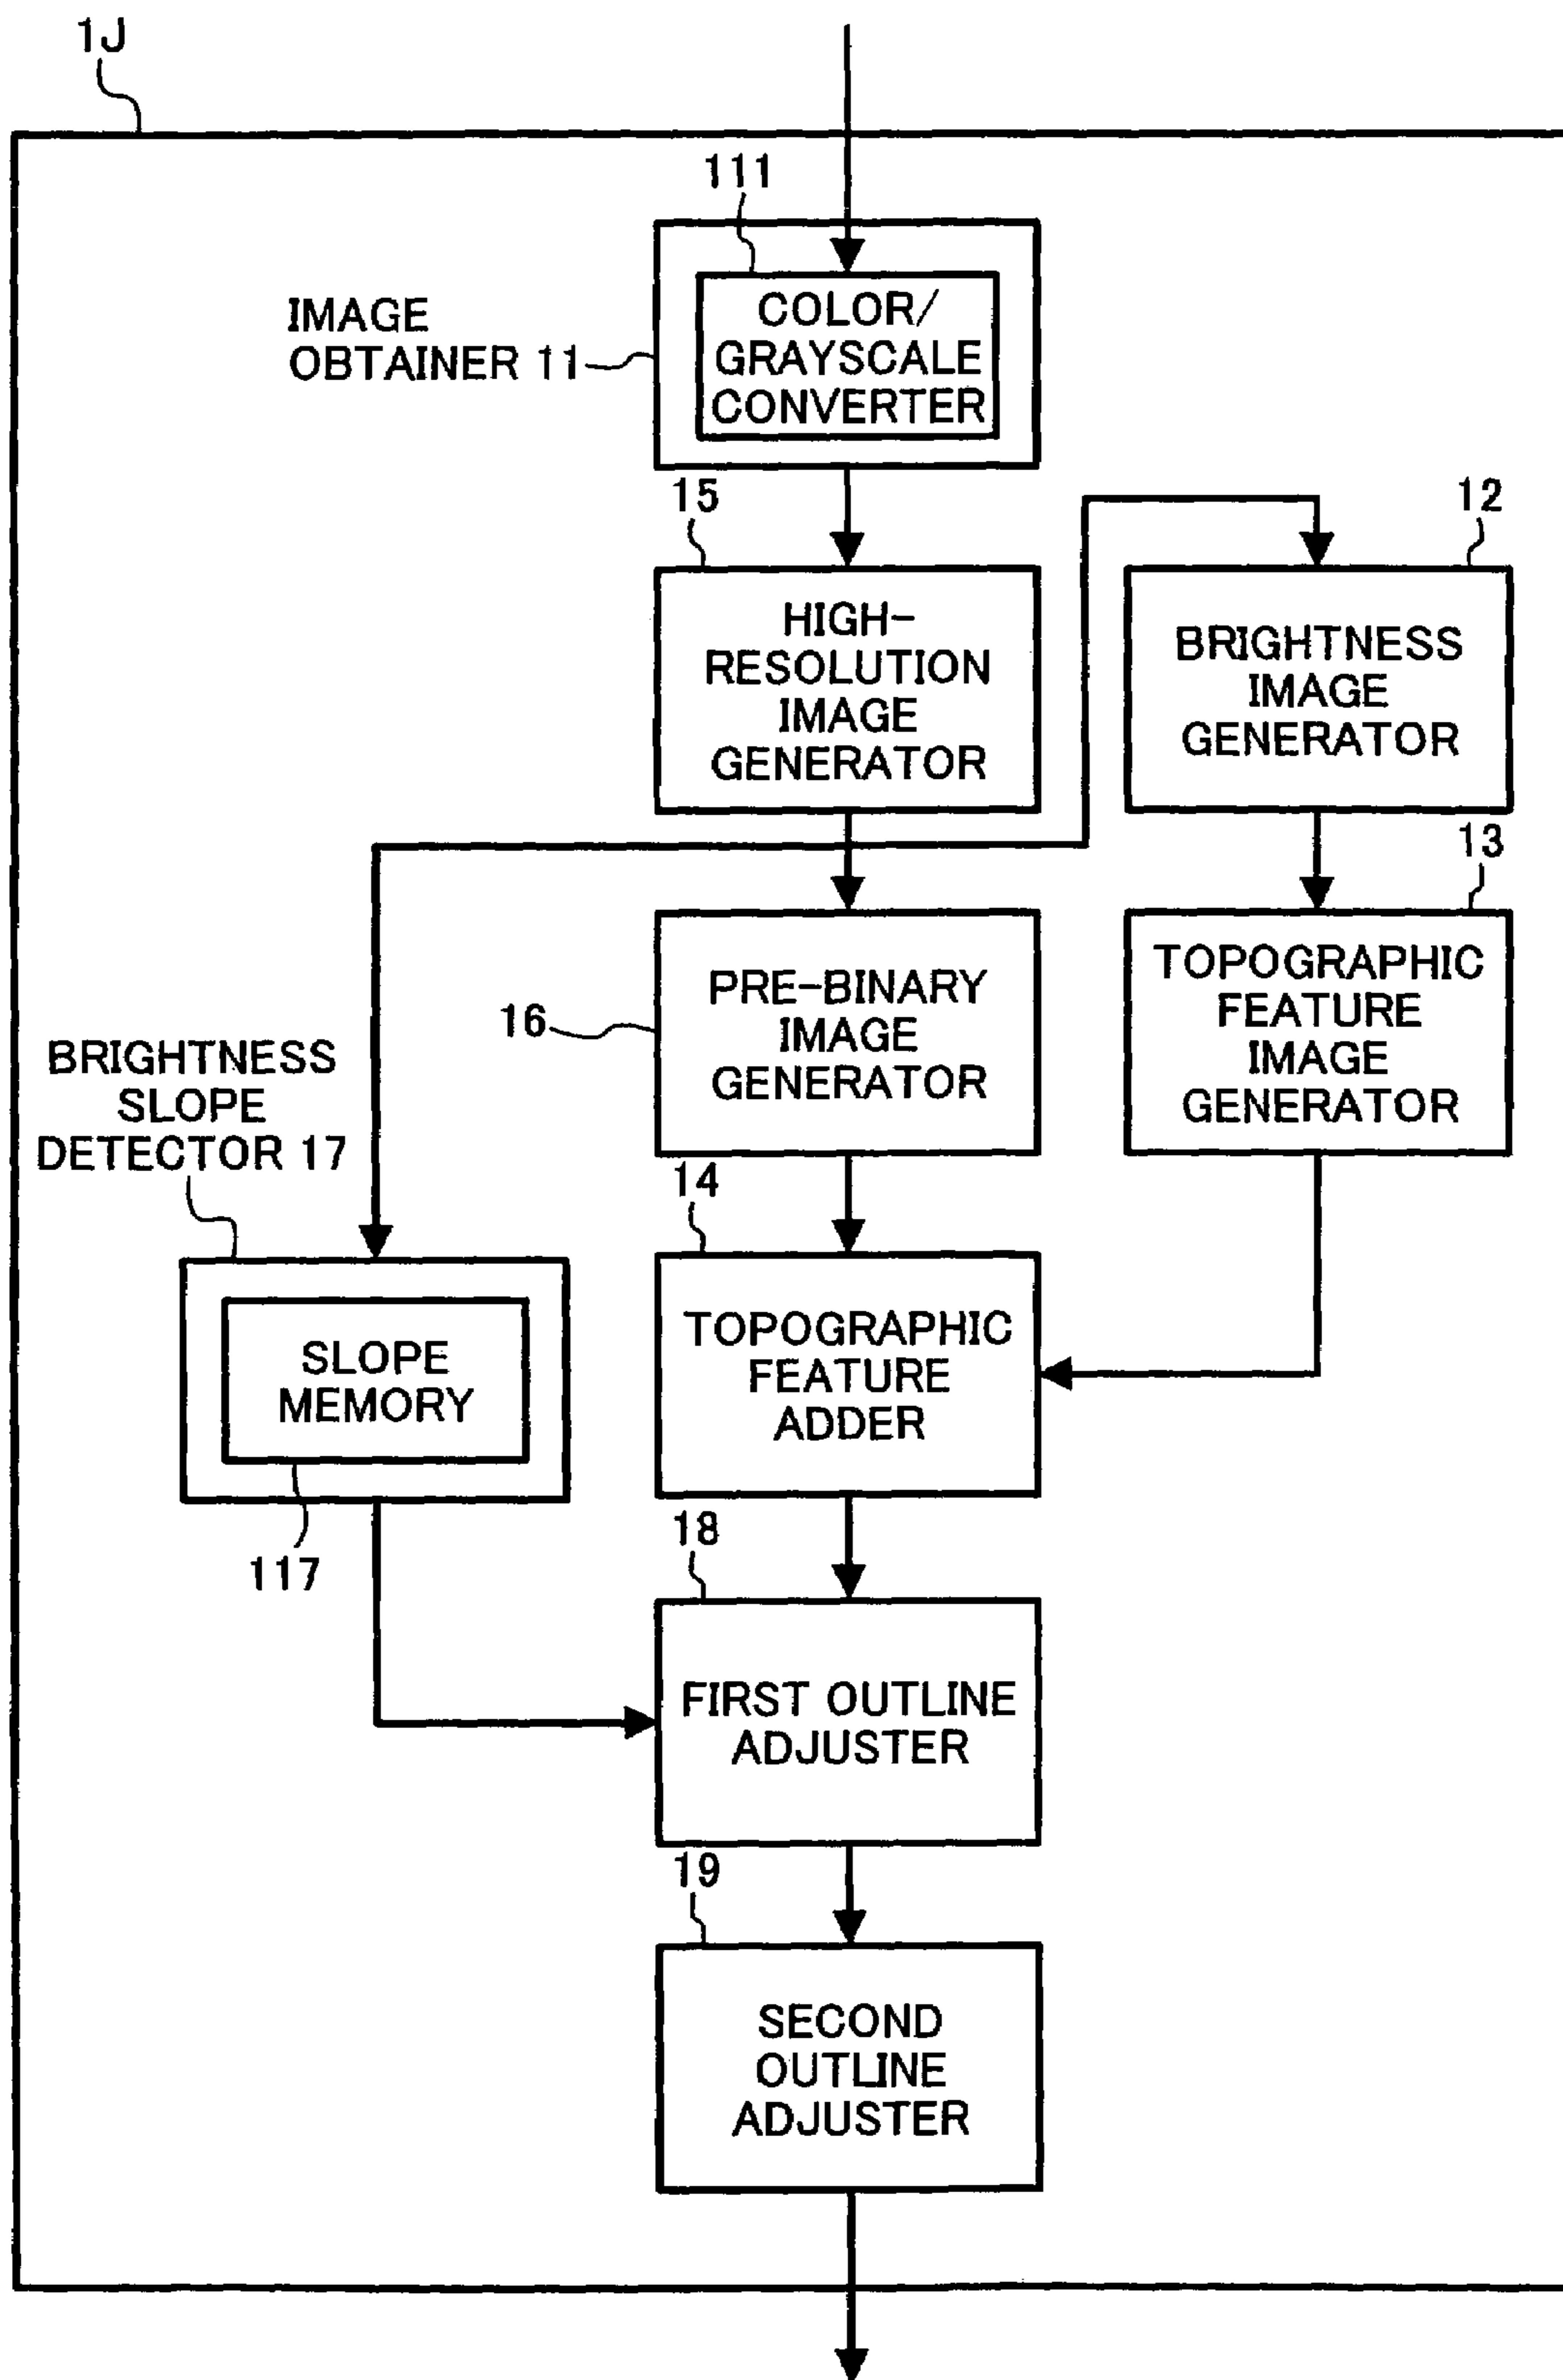 1J
111
IMAGE
OBTAINER 11
COLOR/
GRAYSCALE
CONVERTER
15
12
HIGH-
RESOLUTION
IMAGE
GENERATOR
BRIGHTNESS
IMAGE
GENERATOR
13
16
PRE-BINARY
IMAGE
GENERATOR
TOPOGRAPHIC
FEATURE
IMAGE
GENERATOR
BRIGHTNESS
SLOPE
DETECTOR 17
14
SLOPE
MEMORY
117
TOPOGRAPHIC
FEATURE
ADDER
18
FIRST OUTLINE
ADJUSTER
19
SECOND
OUTLINE
ADJUSTER